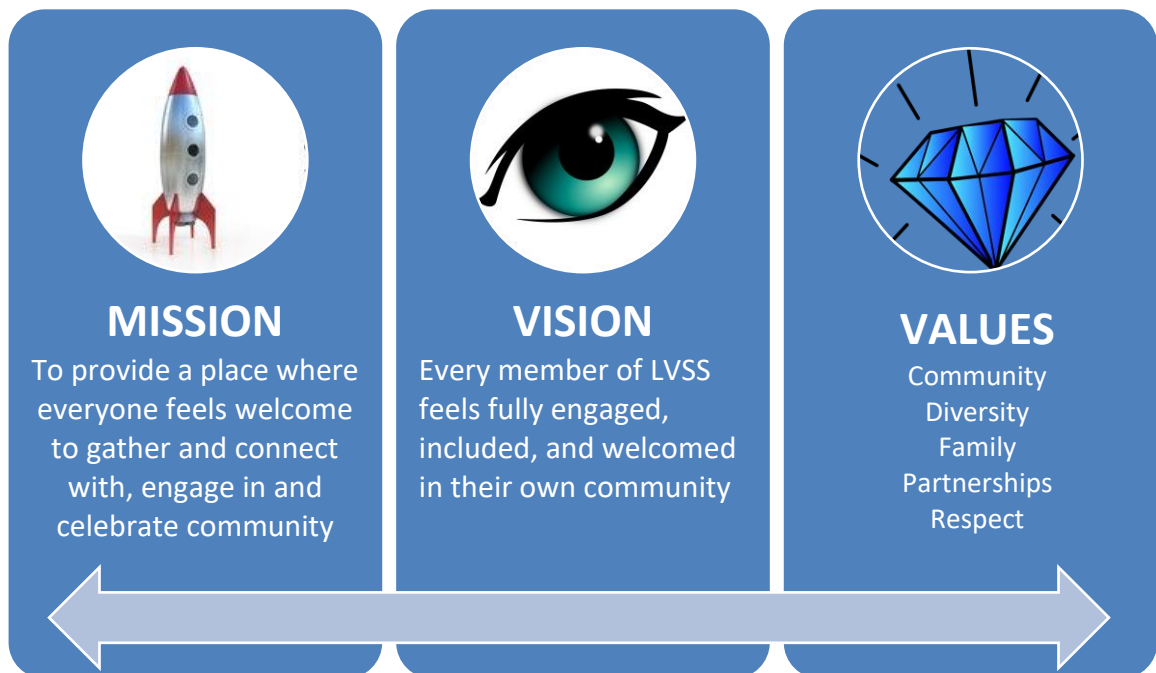 MISSION
To provide a place where
everyone feels welcome
to gather and connect
with, engage in and
celebrate community
VISION
Every member of LVSS
feels fully engaged,
included, and welcomed
in their own community
VALUES
Community
Diversity
Family
Partnerships
Respect